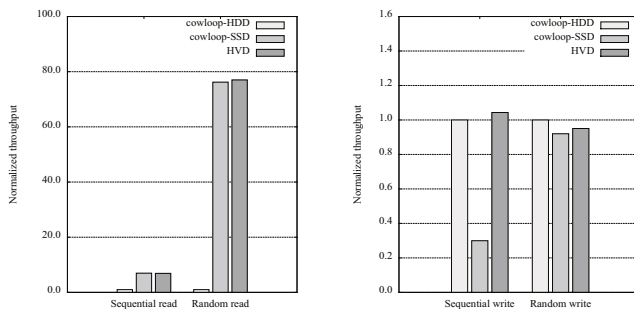 cowloop-HDD
cowloop-SSD
HVD
100.0
80.0
60.0
40.0
20.0
0.0
Normalized throughput
Sequential read
Random read
cowloop-HDD
cowloop-SSD
HVD
1.6
1.4
1.2
1.0
0.8
0.6
0.4
0.2
0.0
Normalized throughput
Sequential write
Random write